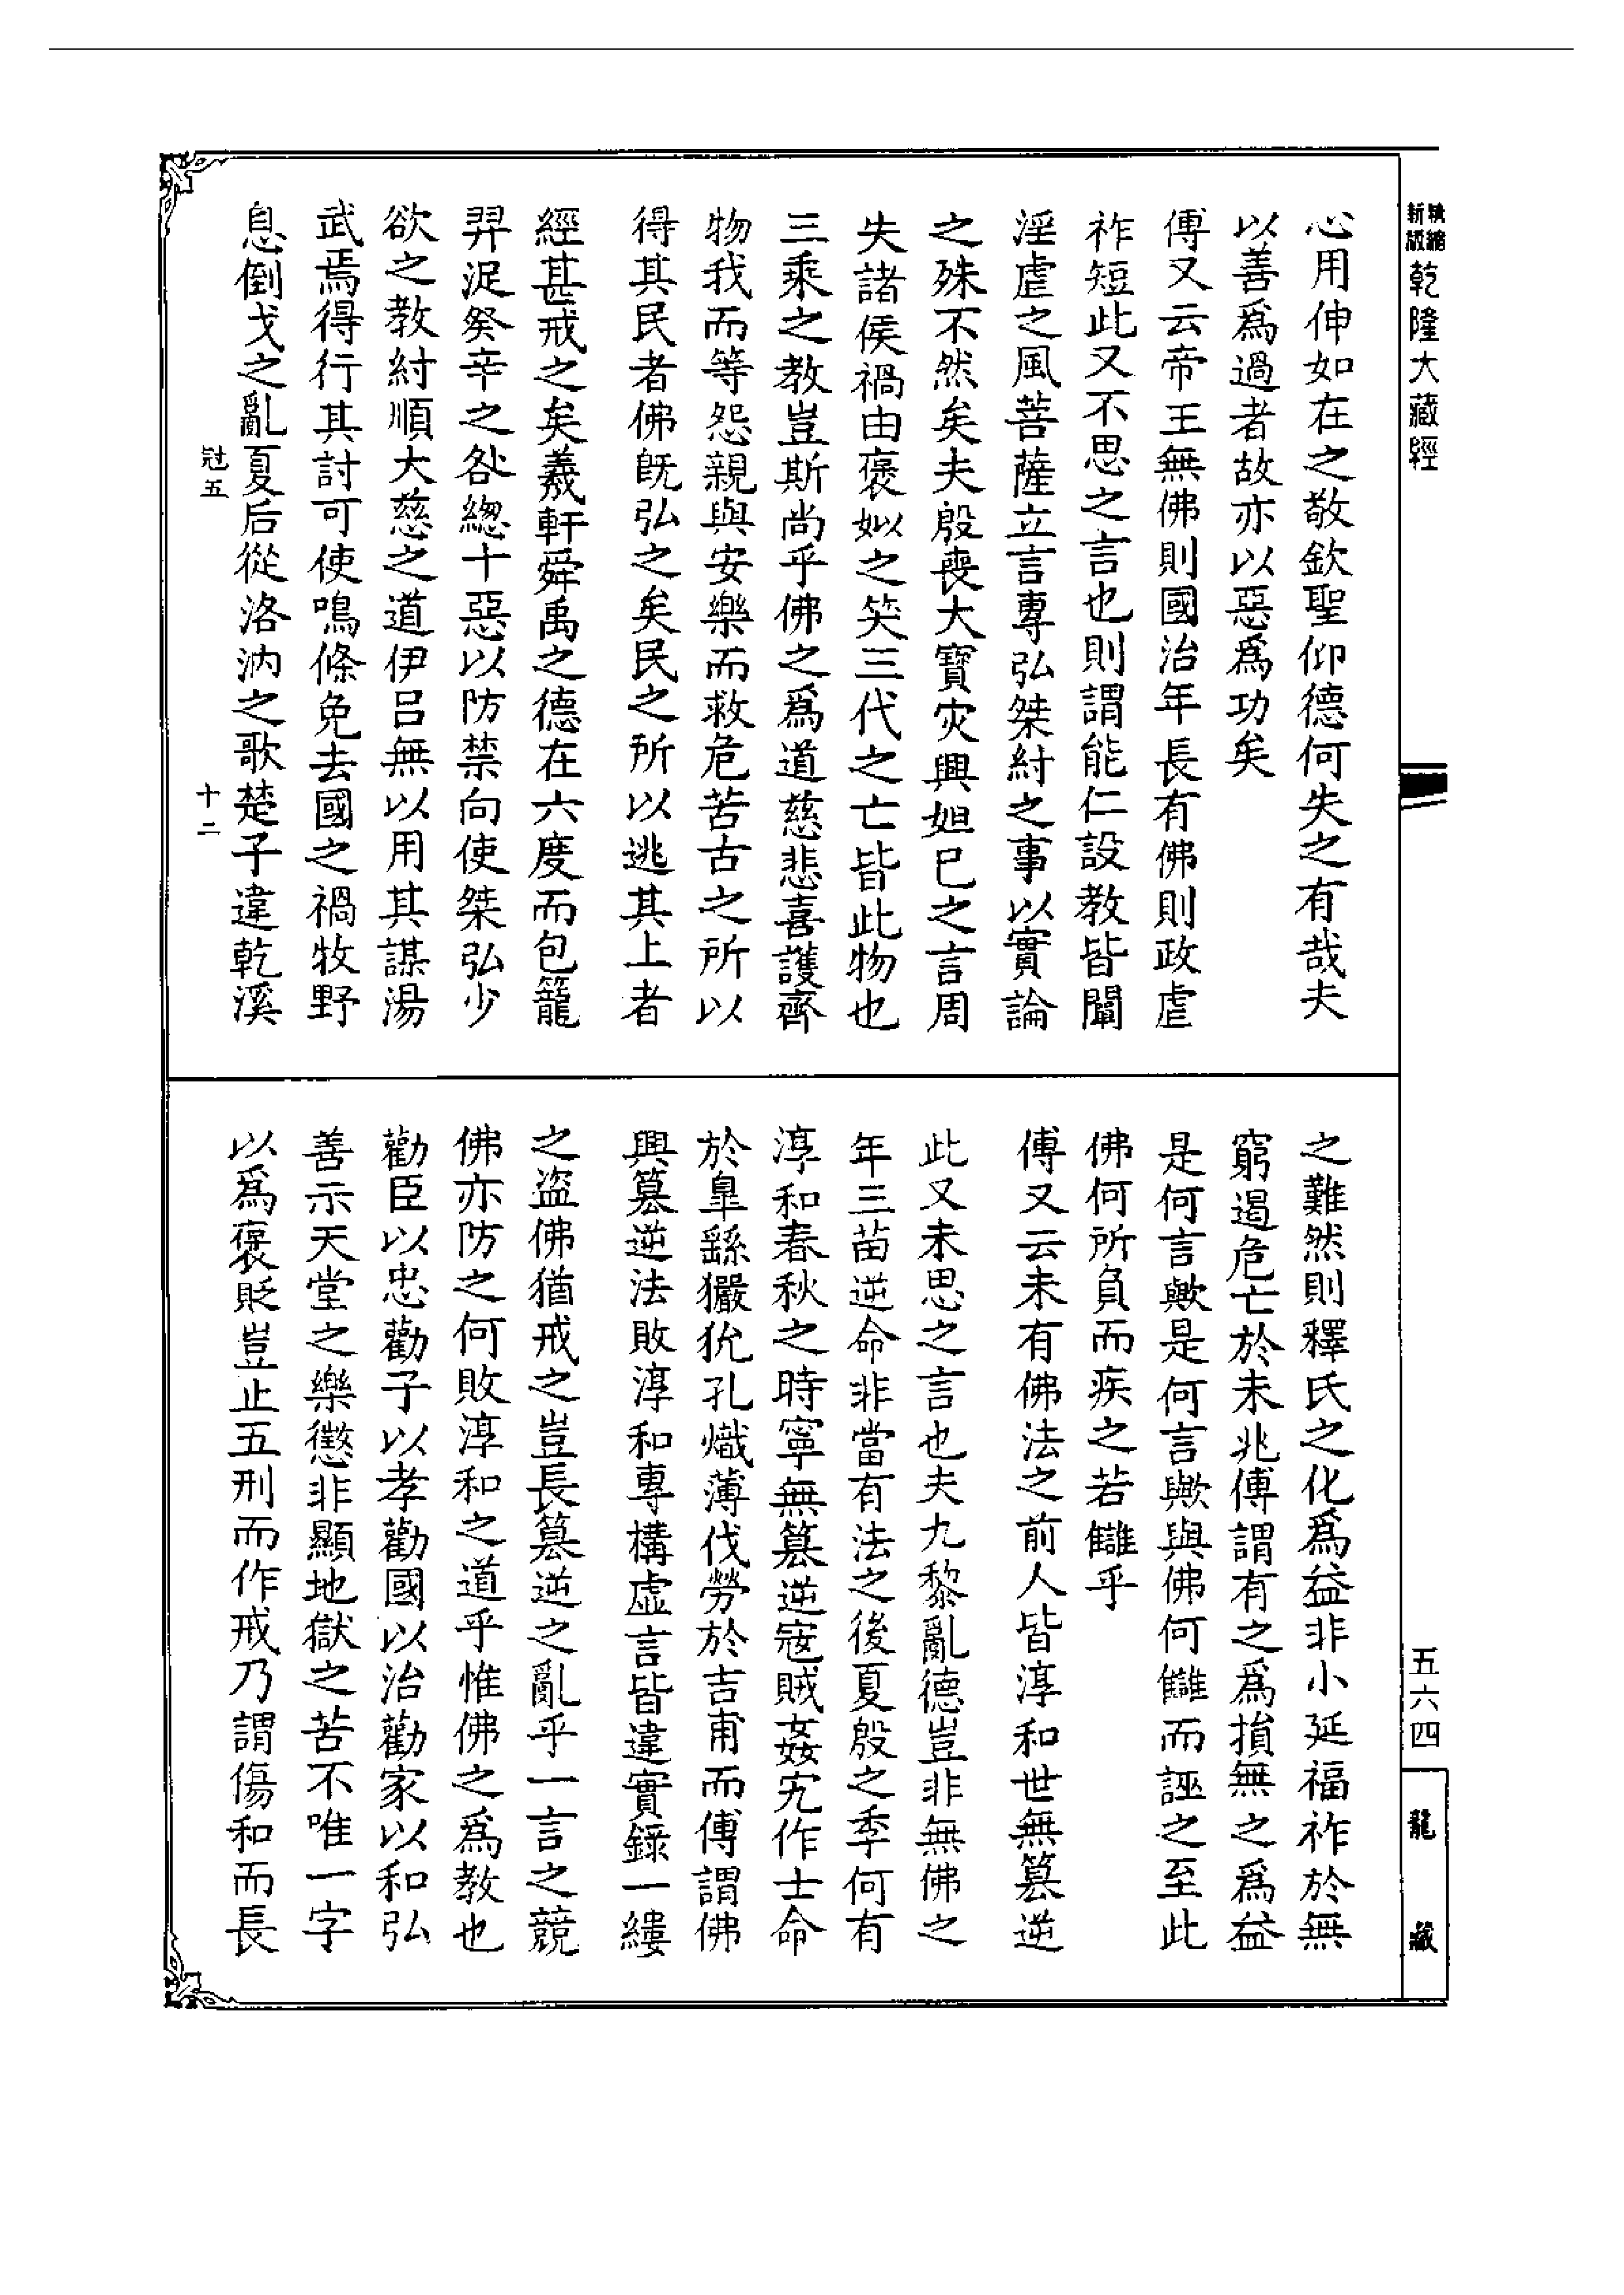 新版
精縮
乾隆大藏經
心用伸如在之敬欽聖仰德何失之有哉夫
以善爲過者故亦以惡爲功矣
傅又云帝王無佛則國治年長有佛則政虐
祚短此又不思之言也則謂能仁設教皆闡
淫虐之風菩薩立言專弘桀紂之事以實論
之殊不然矣夫殷喪大寶灾興妲巳之言周
失諸侯禍由褒姒之笑三代之亡皆此物也
三乘之教豈斯尚乎佛之爲道慈悲喜護齊
物我而等怨親與安樂而救危苦古之所以
得其民者佛旣弘之矣民之所以逃其上者
經甚戒之矣羲軒舜禹之德在六度而包籠
羿浞癸辛之咎緫十惡以防禁向使桀弘少
欲之教紂順大慈之道伊呂無以用其謀湯
武焉得行其討可使鳴條免去國之禍牧野
息倒戈之亂夏后從洛汭之歌楚子違乾溪
冠五
十二
之難然則釋氏之化爲益非小延福祚於無
窮遏危亡於未兆傅謂有之爲損無之爲益
是何言歟是何言歟與佛何讎而誣之至此
佛何所負而疾之若讎乎
傅又云未有佛法之前人皆淳和世無篡逆
此又未思之言也夫九黎亂德豈非無佛之
年三苗逆命非當有法之後夏殷之季何有
淳和春秋之時寧無篡逆寇賊姦宄作士命
於臯繇玁狁孔熾薄伐勞於吉甫而傅謂佛
興篡逆法敗淳和專構虛言皆違實錄一縷
之盜佛猶戒之豈長篡逆之亂乎一言之競
佛亦防之何敗淳和之道乎惟佛之爲教也
勸臣以忠勸子以孝勸國以治勸家以和弘
善示天堂之樂懲非顯地獄之苦不唯一字
以爲褒貶豈止五刑而作戒乃謂傷和而長
五六四
龍藏